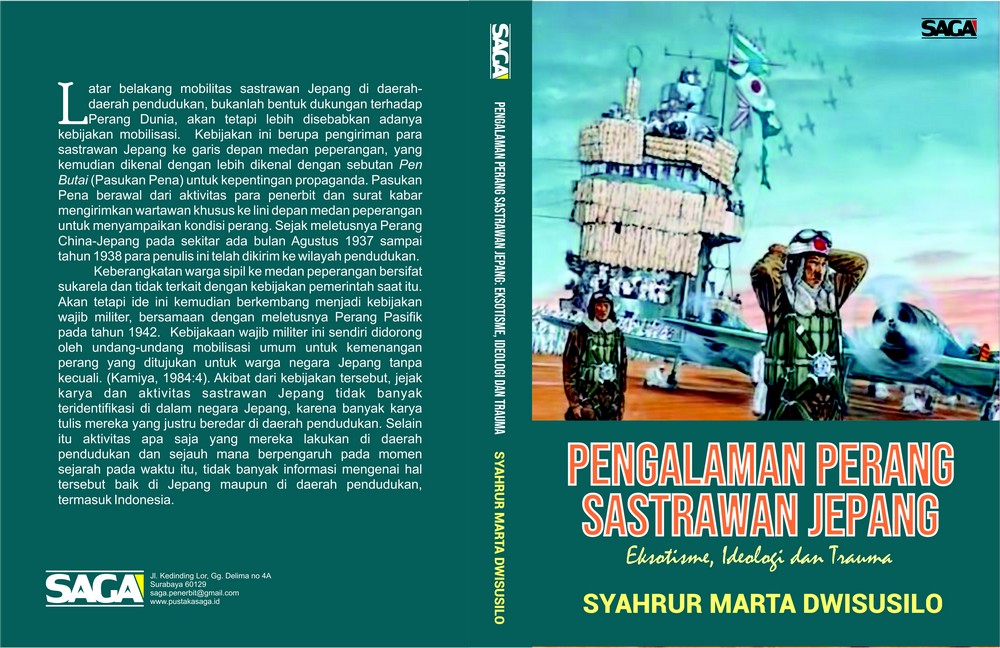 Latar belakang mobilitas sastrawan Jepang di daerah-
daerah pendudukan, bukanlah bentuk dukungan terhadap
Perang Dunia, akan tetapi lebih disebabkan adanya
kebijakan mobilisasi. Kebijakan ini berupa pengiriman para
sastrawan Jepang ke garis depan medan peperangan, yang
kemudian dikenal dengan lebih dikenal dengan sebutan Pen
Butai (Pasukan Pena) untuk kepentingan propaganda. Pasukan
Pena berawal dari aktivitas para penerbit dan surat kabar
mengirimkan wartawan khusus ke lini depan medan peperangan
untuk menyampaikan kondisi perang. Sejak meletusnya Perang
China-Jepang pada sekitar ada bulan Agustus 1937 sampai
tahun 1938 para penulis ini telah dikirim ke wilayah pendudukan.
Keberangkatan warga sipil ke medan peperangan bersifat
sukarela dan tidak terkait dengan kebijakan pemerintah saat itu.
Akan tetapi ide ini kemudian berkembang menjadi kebijakan
wajib militer, bersamaan dengan meletusnya Perang Pasifik
pada tahun 1942. Kebijakaan wajib militer ini sendiri didorong
oleh undang-undang mobilisasi umum untuk kemenangan
perang yang ditujukan untuk warga negara Jepang tanpa
kecuali. (Kamiya, 1984:4). Akibat dari kebijakan tersebut, jejak
karya dan aktivitas sastrawan Jepang tidak banyak
teridentifikasi di dalam negara Jepang, karena banyak karya
tulis mereka yang justru beredar di daerah pendudukan. Selain
itu aktivitas apa saja yang mereka lakukan di daerah
pendudukan dan sejauh mana berpengaruh pada momen
sejarah pada waktu itu, tidak banyak informasi mengenai hal
tersebut baik di Jepang maupun di daerah pendudukan,
termasuk Indonesia.
SAGA
Jl. Kedinding Lor, Gg. Delima no 4A
Surabaya 60129
saga.penerbit@gmail.com
www.pustakasaga.id
SAGA
PENGALAMAN PERANG SASTRAWAN JEPANG: EKSOTISME, IDEOLOGI DAN TRAUMA
SYAHRUR MARTA DWISUSILO
SAGA
PENGALAMAN PERANG
SASTRAWAN JEPANG
Eksotisme, Ideologi dan Trauma
SYAHRUR MARTA DWISUSILO